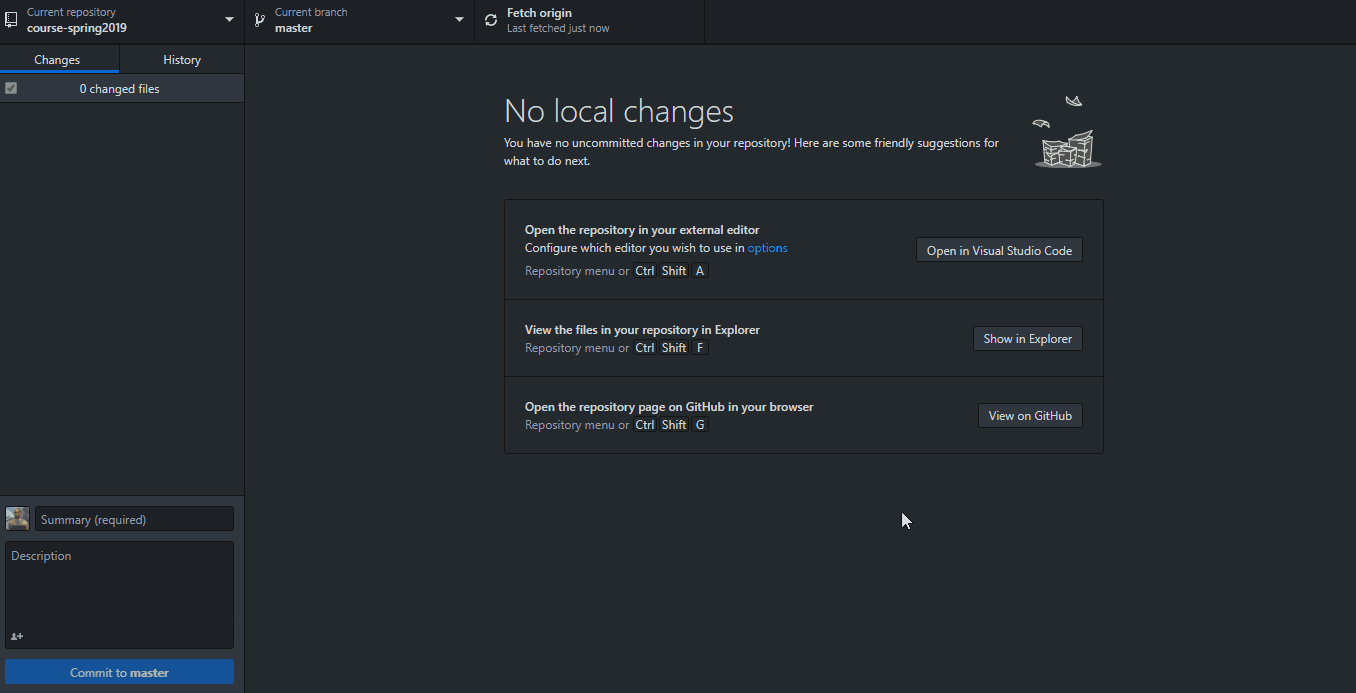 Current repository
course-spring2019
Current branch
master
Fetch origin
Last fetched just now
Changes
History
0 changed files
No local changes
You have no uncommitted changes in your repository! Here are some friendly suggestions for
what to do next.
Open the repository in your external editor
Configure which editor you wish to use in options
Repository menu or Ctrl Shift A
Open in Visual Studio Code
View the files in your repository in Explorer
Repository menu or Ctrl Shift F
Show in Explorer
Open the repository page on GitHub in your browser
Repository menu or Ctrl Shift G
View on GitHub
Summary (required)
Description
Commit to master